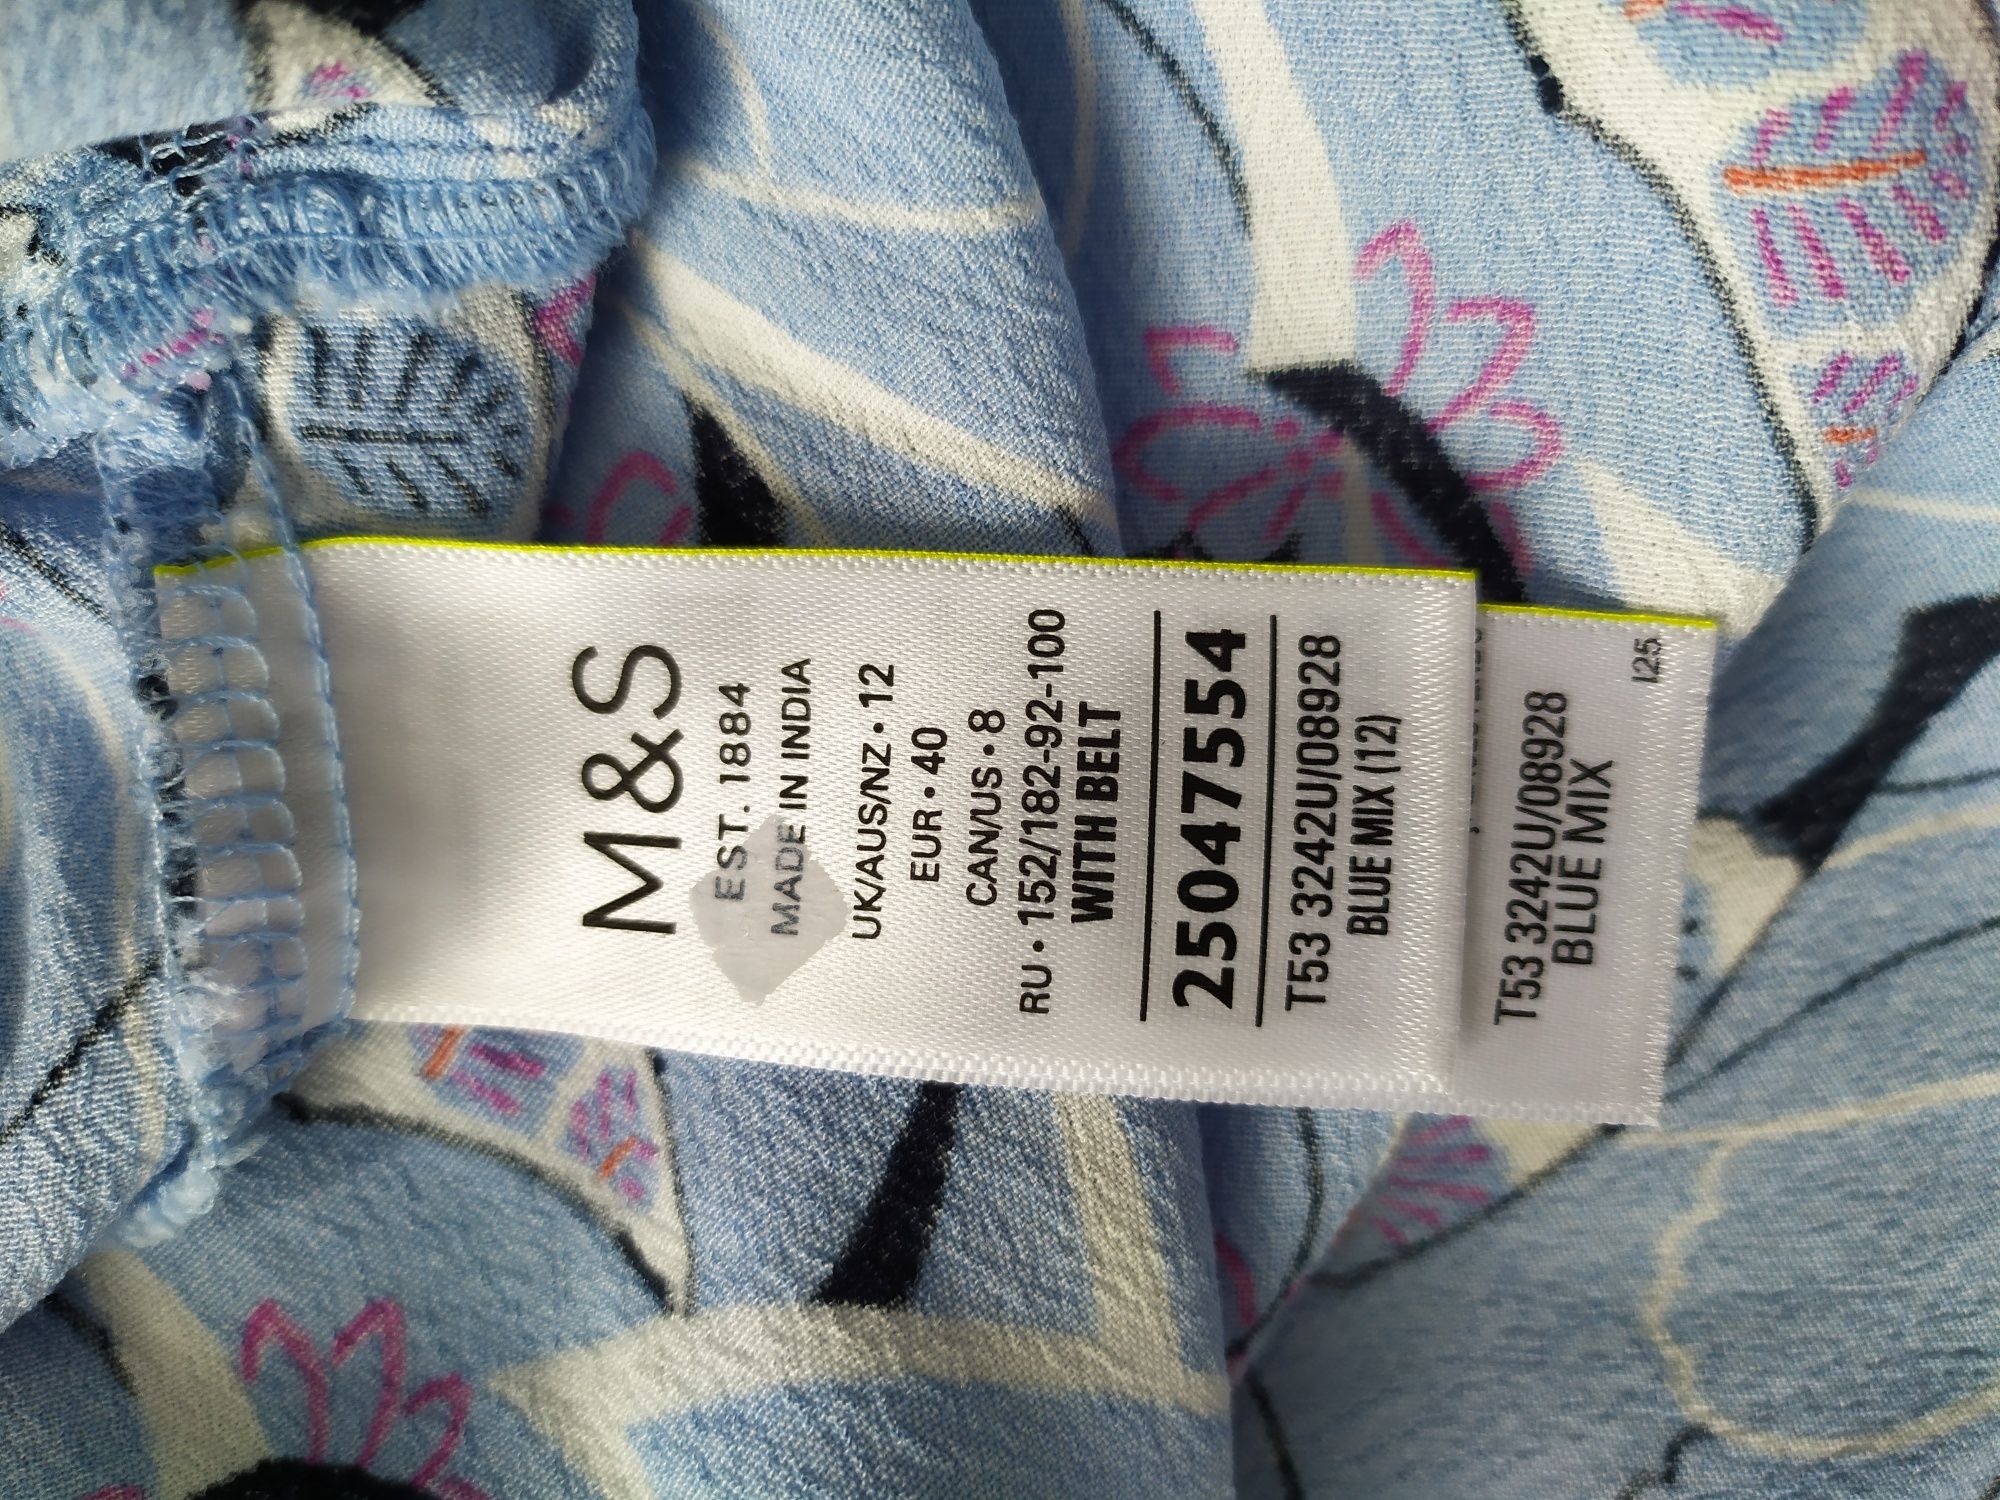 M&S
EST. 1884
MADE IN INDIA
UK/AUS/NZ • 12
EUR • 40
CAN/US • 8
RU • 152/182-92-100
WITH BELT
25047554
T53 3242U/08928
BLUE MIX (12)
T53 3242U/08928
BLUE MIX
I25